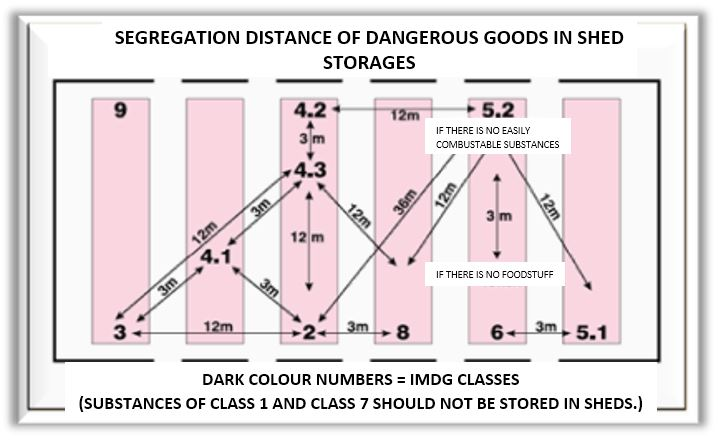 SEGREGATION DISTANCE OF DANGEROUS GOODS IN SHED
STORAGES
9
4.2
12m
5.2
IF THERE IS NO EASILY
COMBUSTABLE SUBSTANCES
3 m
4.3
12m
3m
12m
36m
12m
12m
3 m
12 m
4.1
3m
3m
IF THERE IS NO FOODSTUFF
3
12m
2
3m
8
6
3m
5.1
DARK COLOUR NUMBERS = IMDG CLASSES
(SUBSTANCES OF CLASS 1 AND CLASS 7 SHOULD NOT BE STORED IN SHEDS.)